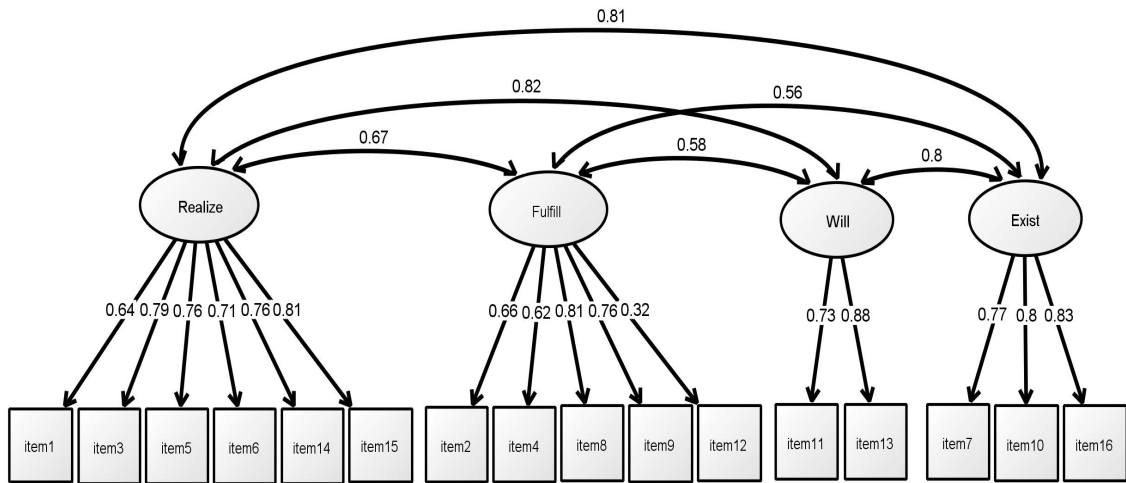 0.81
0.82
0.56
0.67
0.58
0.8
Realize
Fulfill
Will
Exist
0.64 0.79 0.76 0.71 0.76 0.81
0.66 0.62 0.81 0.76 0.32
0.73 0.88
0.77 0.8 0.83
item1 item3 item5 item6 item14 item15
item2 item4 item8 item9 item12
item11 item13
item7 item10 item16